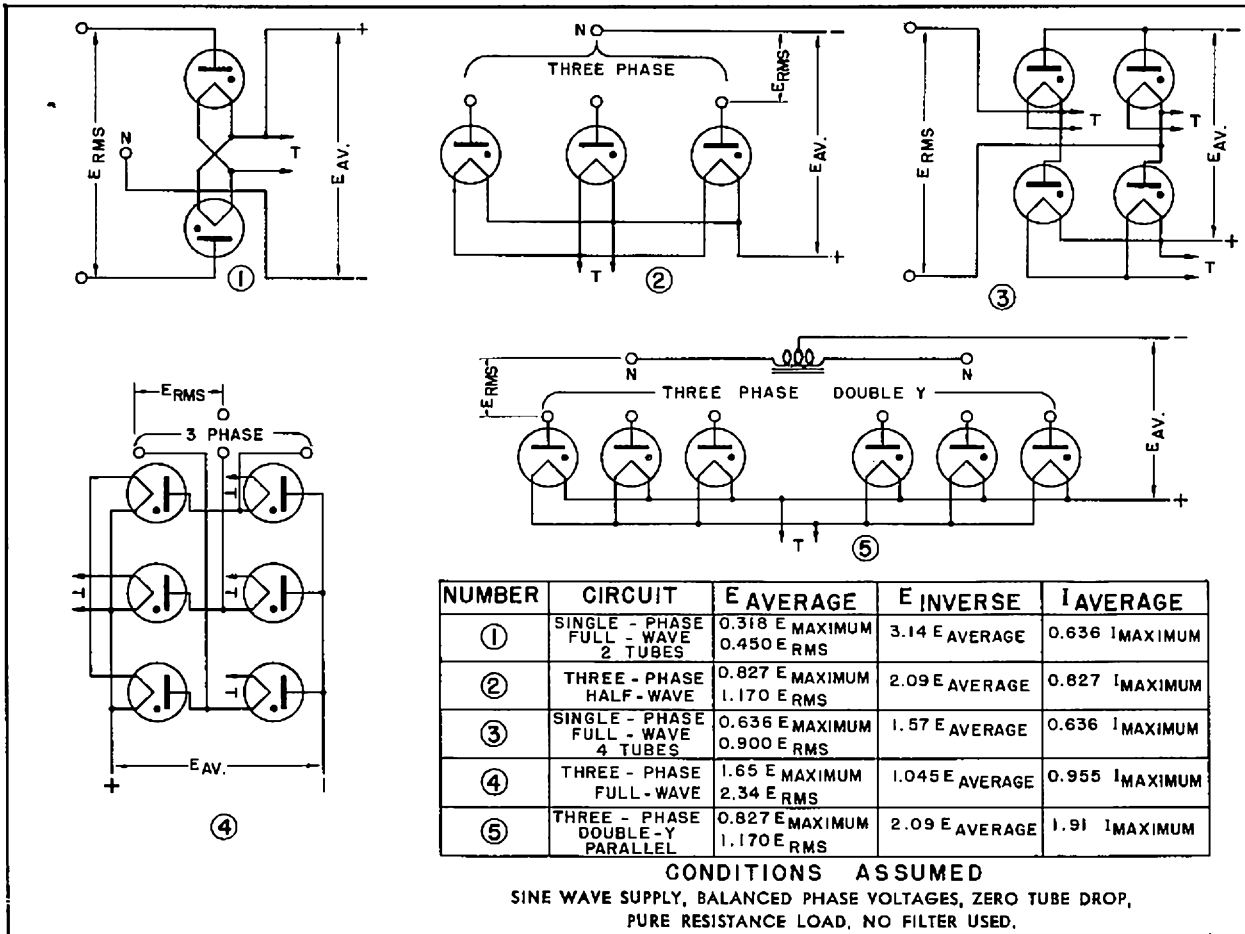 N
E RMS
E AV.
T
+
-
①
N
THREE PHASE
E RMS
E AV.
T
-
+
②
E RMS
E AV.
T
T
T
-
+
③
E RMS
3 PHASE
T
T
T
T
E AV.
+
-
④
N
N
E RMS
THREE PHASE DOUBLE Y
E AV.
T
-
+
⑤
NUMBER CIRCUIT E AVERAGE E INVERSE I AVERAGE
① SINGLE - PHASE FULL - WAVE 2 TUBES 0.318 E MAXIMUM 0.450 E RMS 3.14 E AVERAGE 0.636 I MAXIMUM
② THREE - PHASE HALF-WAVE 0.827 E MAXIMUM 1.170 E RMS 2.09 E AVERAGE 0.827 I MAXIMUM
③ SINGLE - PHASE FULL - WAVE 4 TUBES 0.636 E MAXIMUM 0.900 E RMS 1.57 E AVERAGE 0.636 I MAXIMUM
④ THREE - PHASE FULL-WAVE 1.65 E MAXIMUM 2.34 E RMS 1.045 E AVERAGE 0.955 I MAXIMUM
⑤ THREE - PHASE DOUBLE-Y PARALLEL 0.827 E MAXIMUM 1.170 E RMS 2.09 E AVERAGE 1.91 I MAXIMUM
CONDITIONS ASSUMED
SINE WAVE SUPPLY, BALANCED PHASE VOLTAGES, ZERO TUBE DROP,
PURE RESISTANCE LOAD, NO FILTER USED.